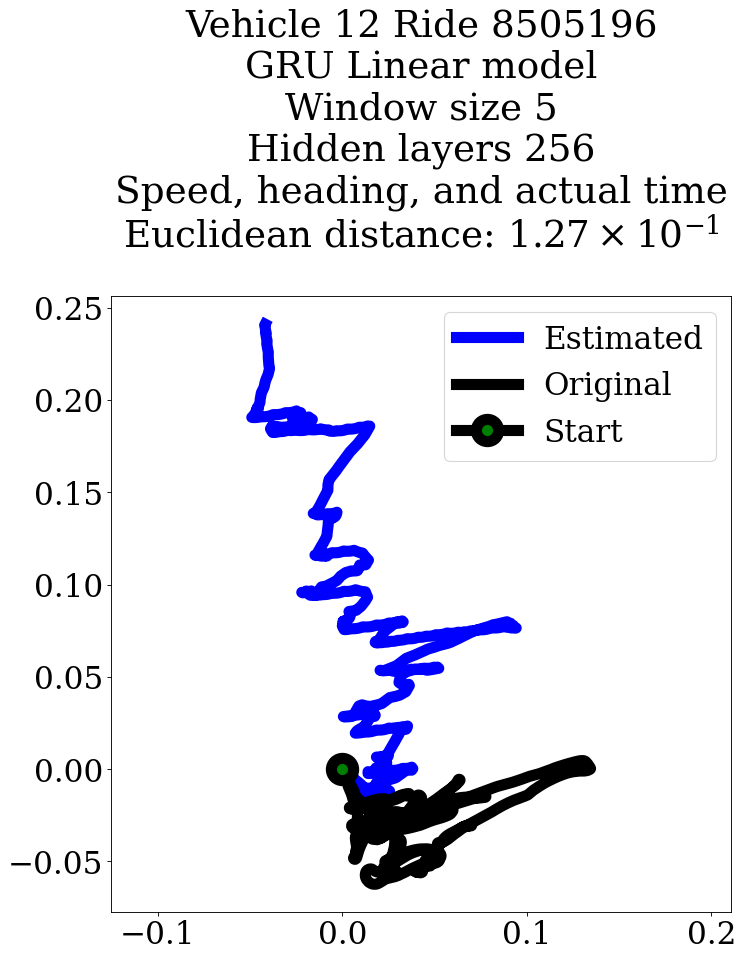 Vehicle 12 Ride 8505196
GRU Linear model
Window size 5
Hidden layers 256
Speed, heading, and actual time
Euclidean distance: 1.27 × 10⁻¹
Estimated
Original
Start
0.25
0.20
0.15
0.10
0.05
0.00
−0.05
−0.1 0.0 0.1 0.2